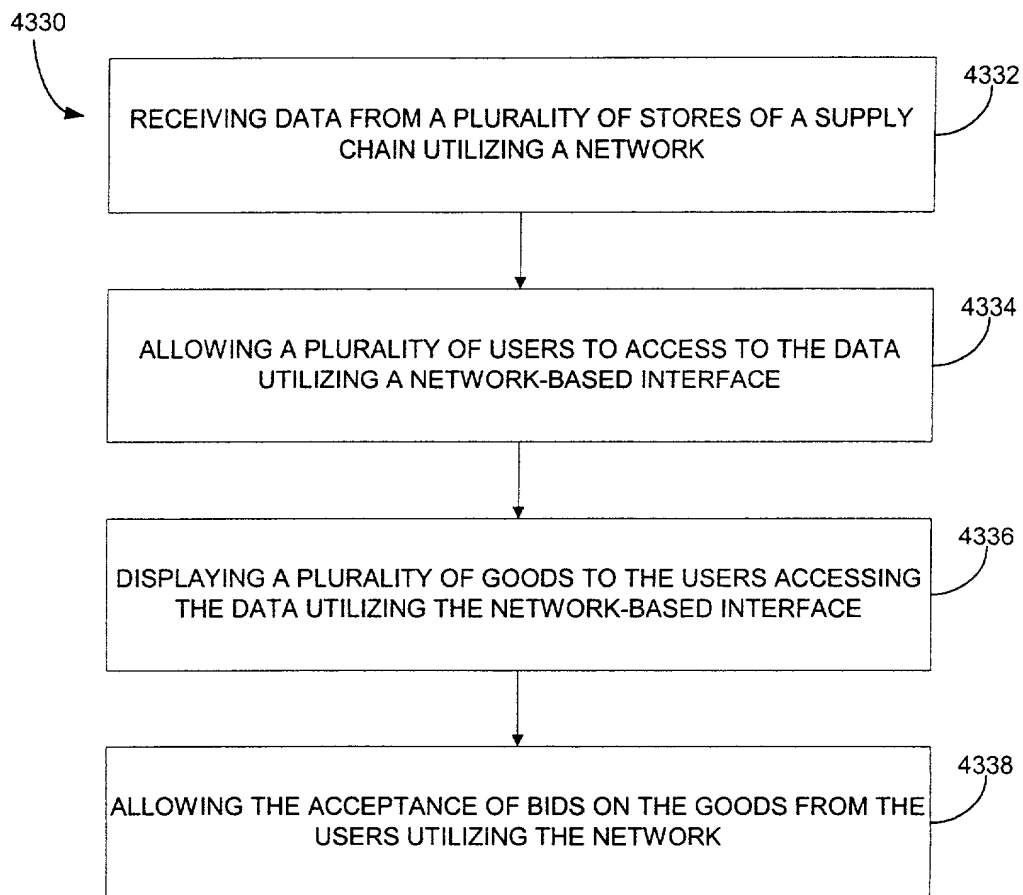 4330
4332
RECEIVING DATA FROM A PLURALITY OF STORES OF A SUPPLY
CHAIN UTILIZING A NETWORK
4334
ALLOWING A PLURALITY OF USERS TO ACCESS TO THE DATA
UTILIZING A NETWORK-BASED INTERFACE
4336
DISPLAYING A PLURALITY OF GOODS TO THE USERS ACCESSING
THE DATA UTILIZING THE NETWORK-BASED INTERFACE
4338
ALLOWING THE ACCEPTANCE OF BIDS ON THE GOODS FROM THE
USERS UTILIZING THE NETWORK